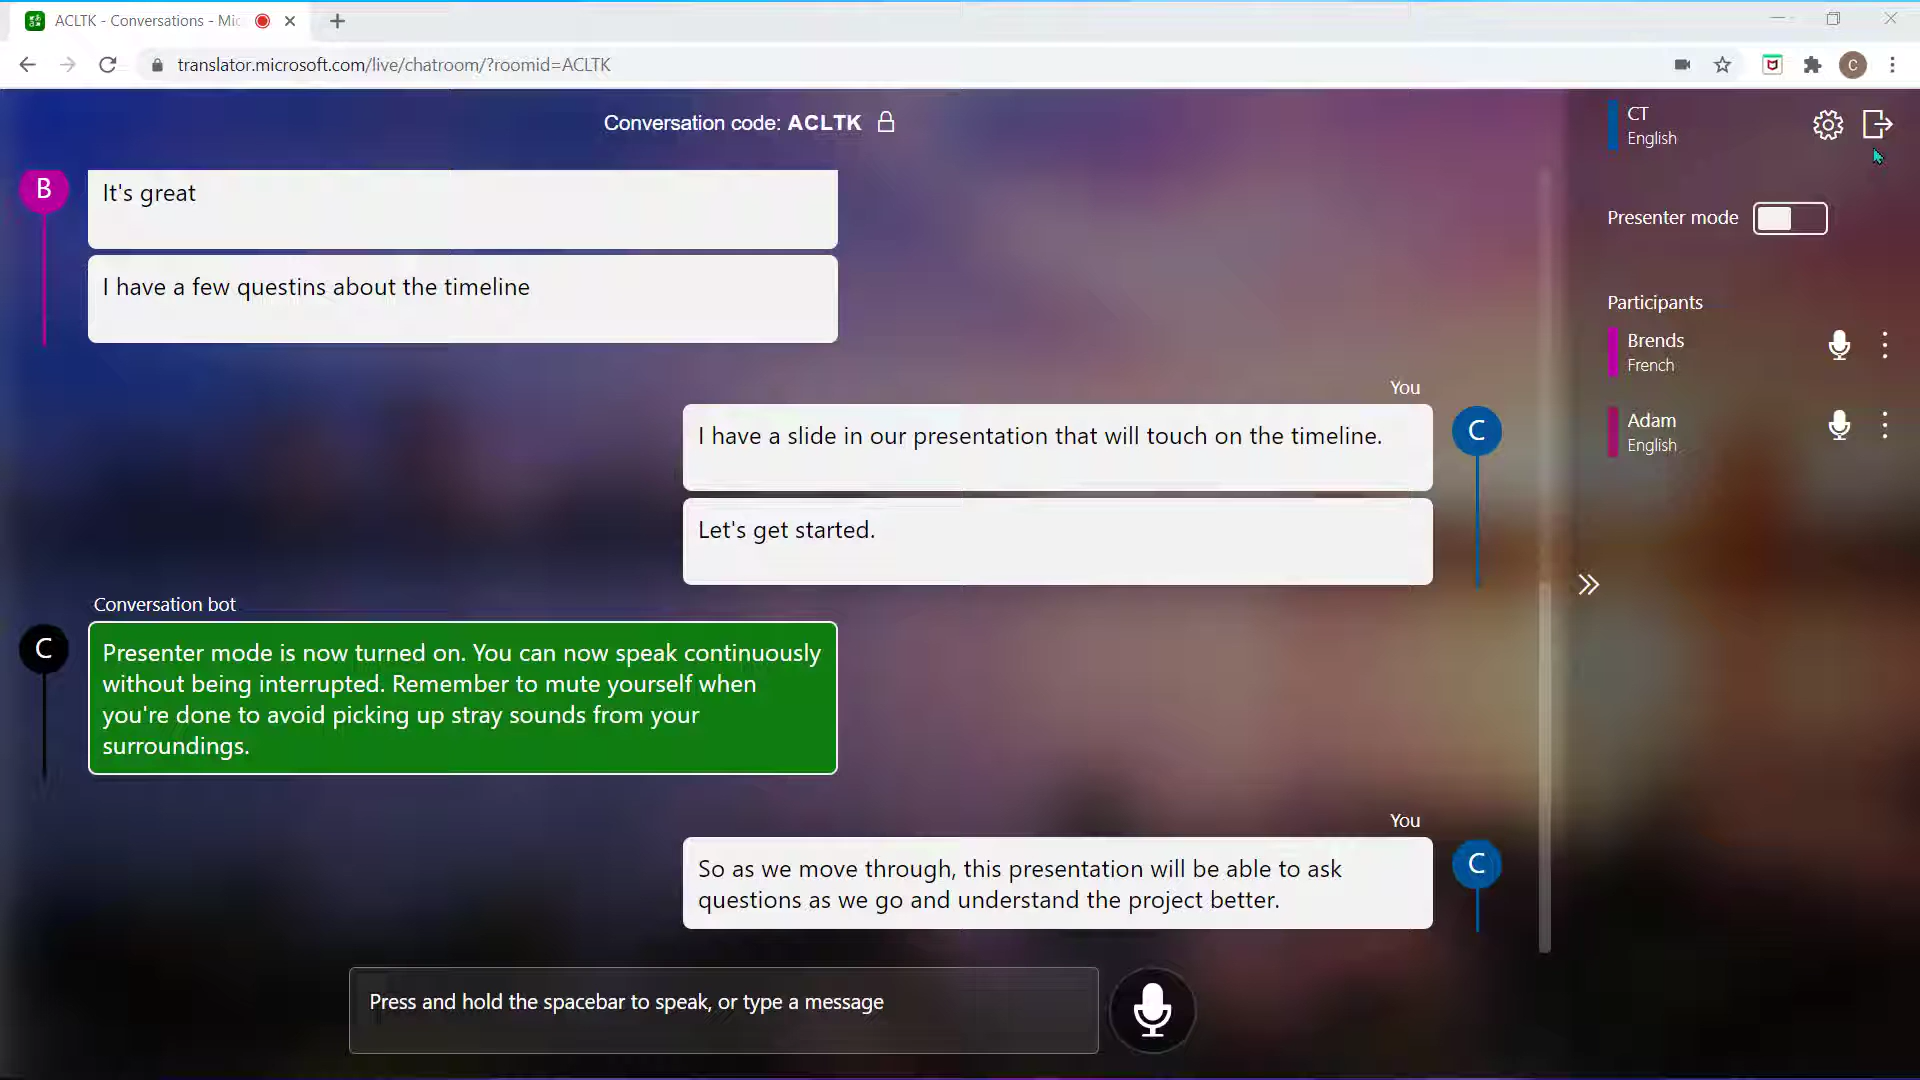 ACLTK - Conversations - Mic
translator.microsoft.com/live/chatroom/?roomid=ACLTK
C
Conversation code: ACLTK
CT
English
Presenter mode
Participants
Brends
French
Adam
English
B
It's great
I have a few questins about the timeline
You
I have a slide in our presentation that will touch on the timeline.
C
Let's get started.
Conversation bot
C
Presenter mode is now turned on. You can now speak continuously
without being interrupted. Remember to mute yourself when
you're done to avoid picking up stray sounds from your
surroundings.
You
So as we move through, this presentation will be able to ask
questions as we go and understand the project better.
C
Press and hold the spacebar to speak, or type a message